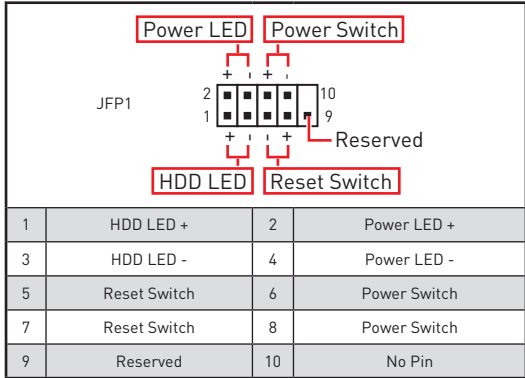 Power LED Power Switch
+ - + -
JFP1
2 10
1 9
+ - - +
Reserved
HDD LED Reset Switch
1 HDD LED + 2 Power LED +
3 HDD LED - 4 Power LED -
5 Reset Switch 6 Power Switch
7 Reset Switch 8 Power Switch
9 Reserved 10 No Pin